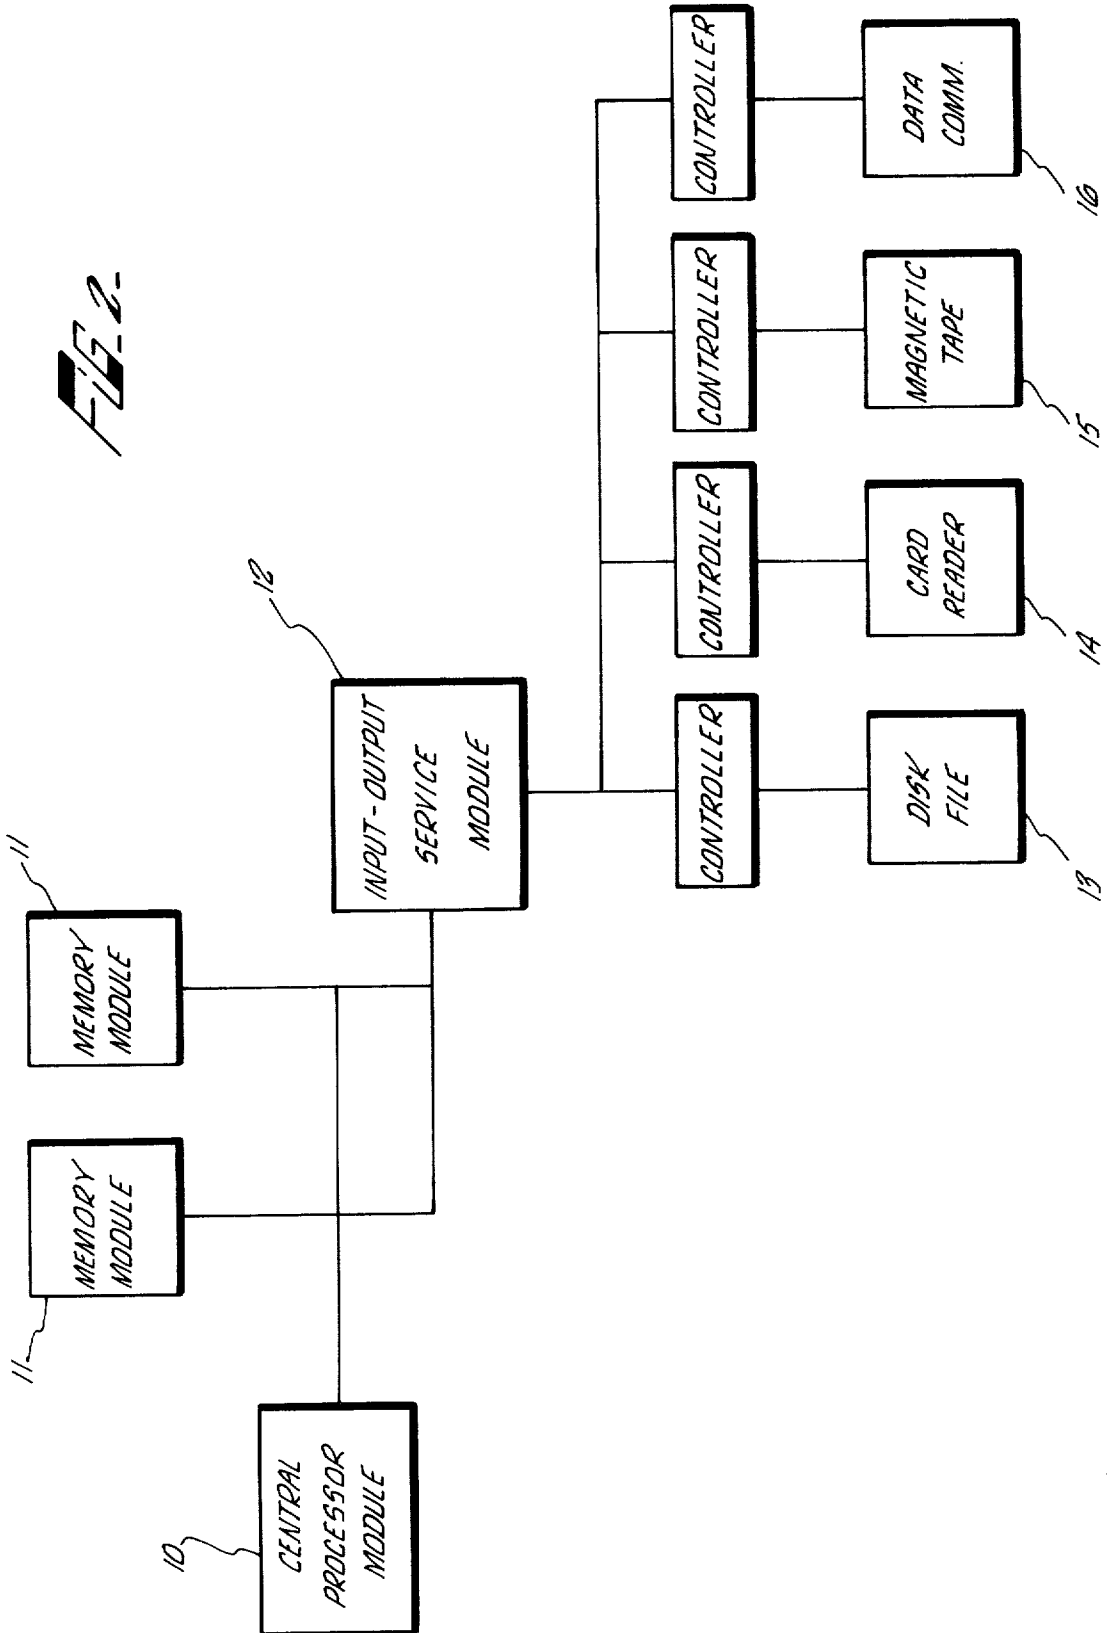 FIG. 2
11
MEMORY
MODULE
11
MEMORY
MODULE
10
CENTRAL
PROCESSOR
MODULE
12
INPUT-OUTPUT
SERVICE
MODULE
CONTROLLER
CONTROLLER
CONTROLLER
CONTROLLER
DISK
FILE
13
CARD
READER
14
MAGNETIC
TAPE
15
DATA
COMM.
16